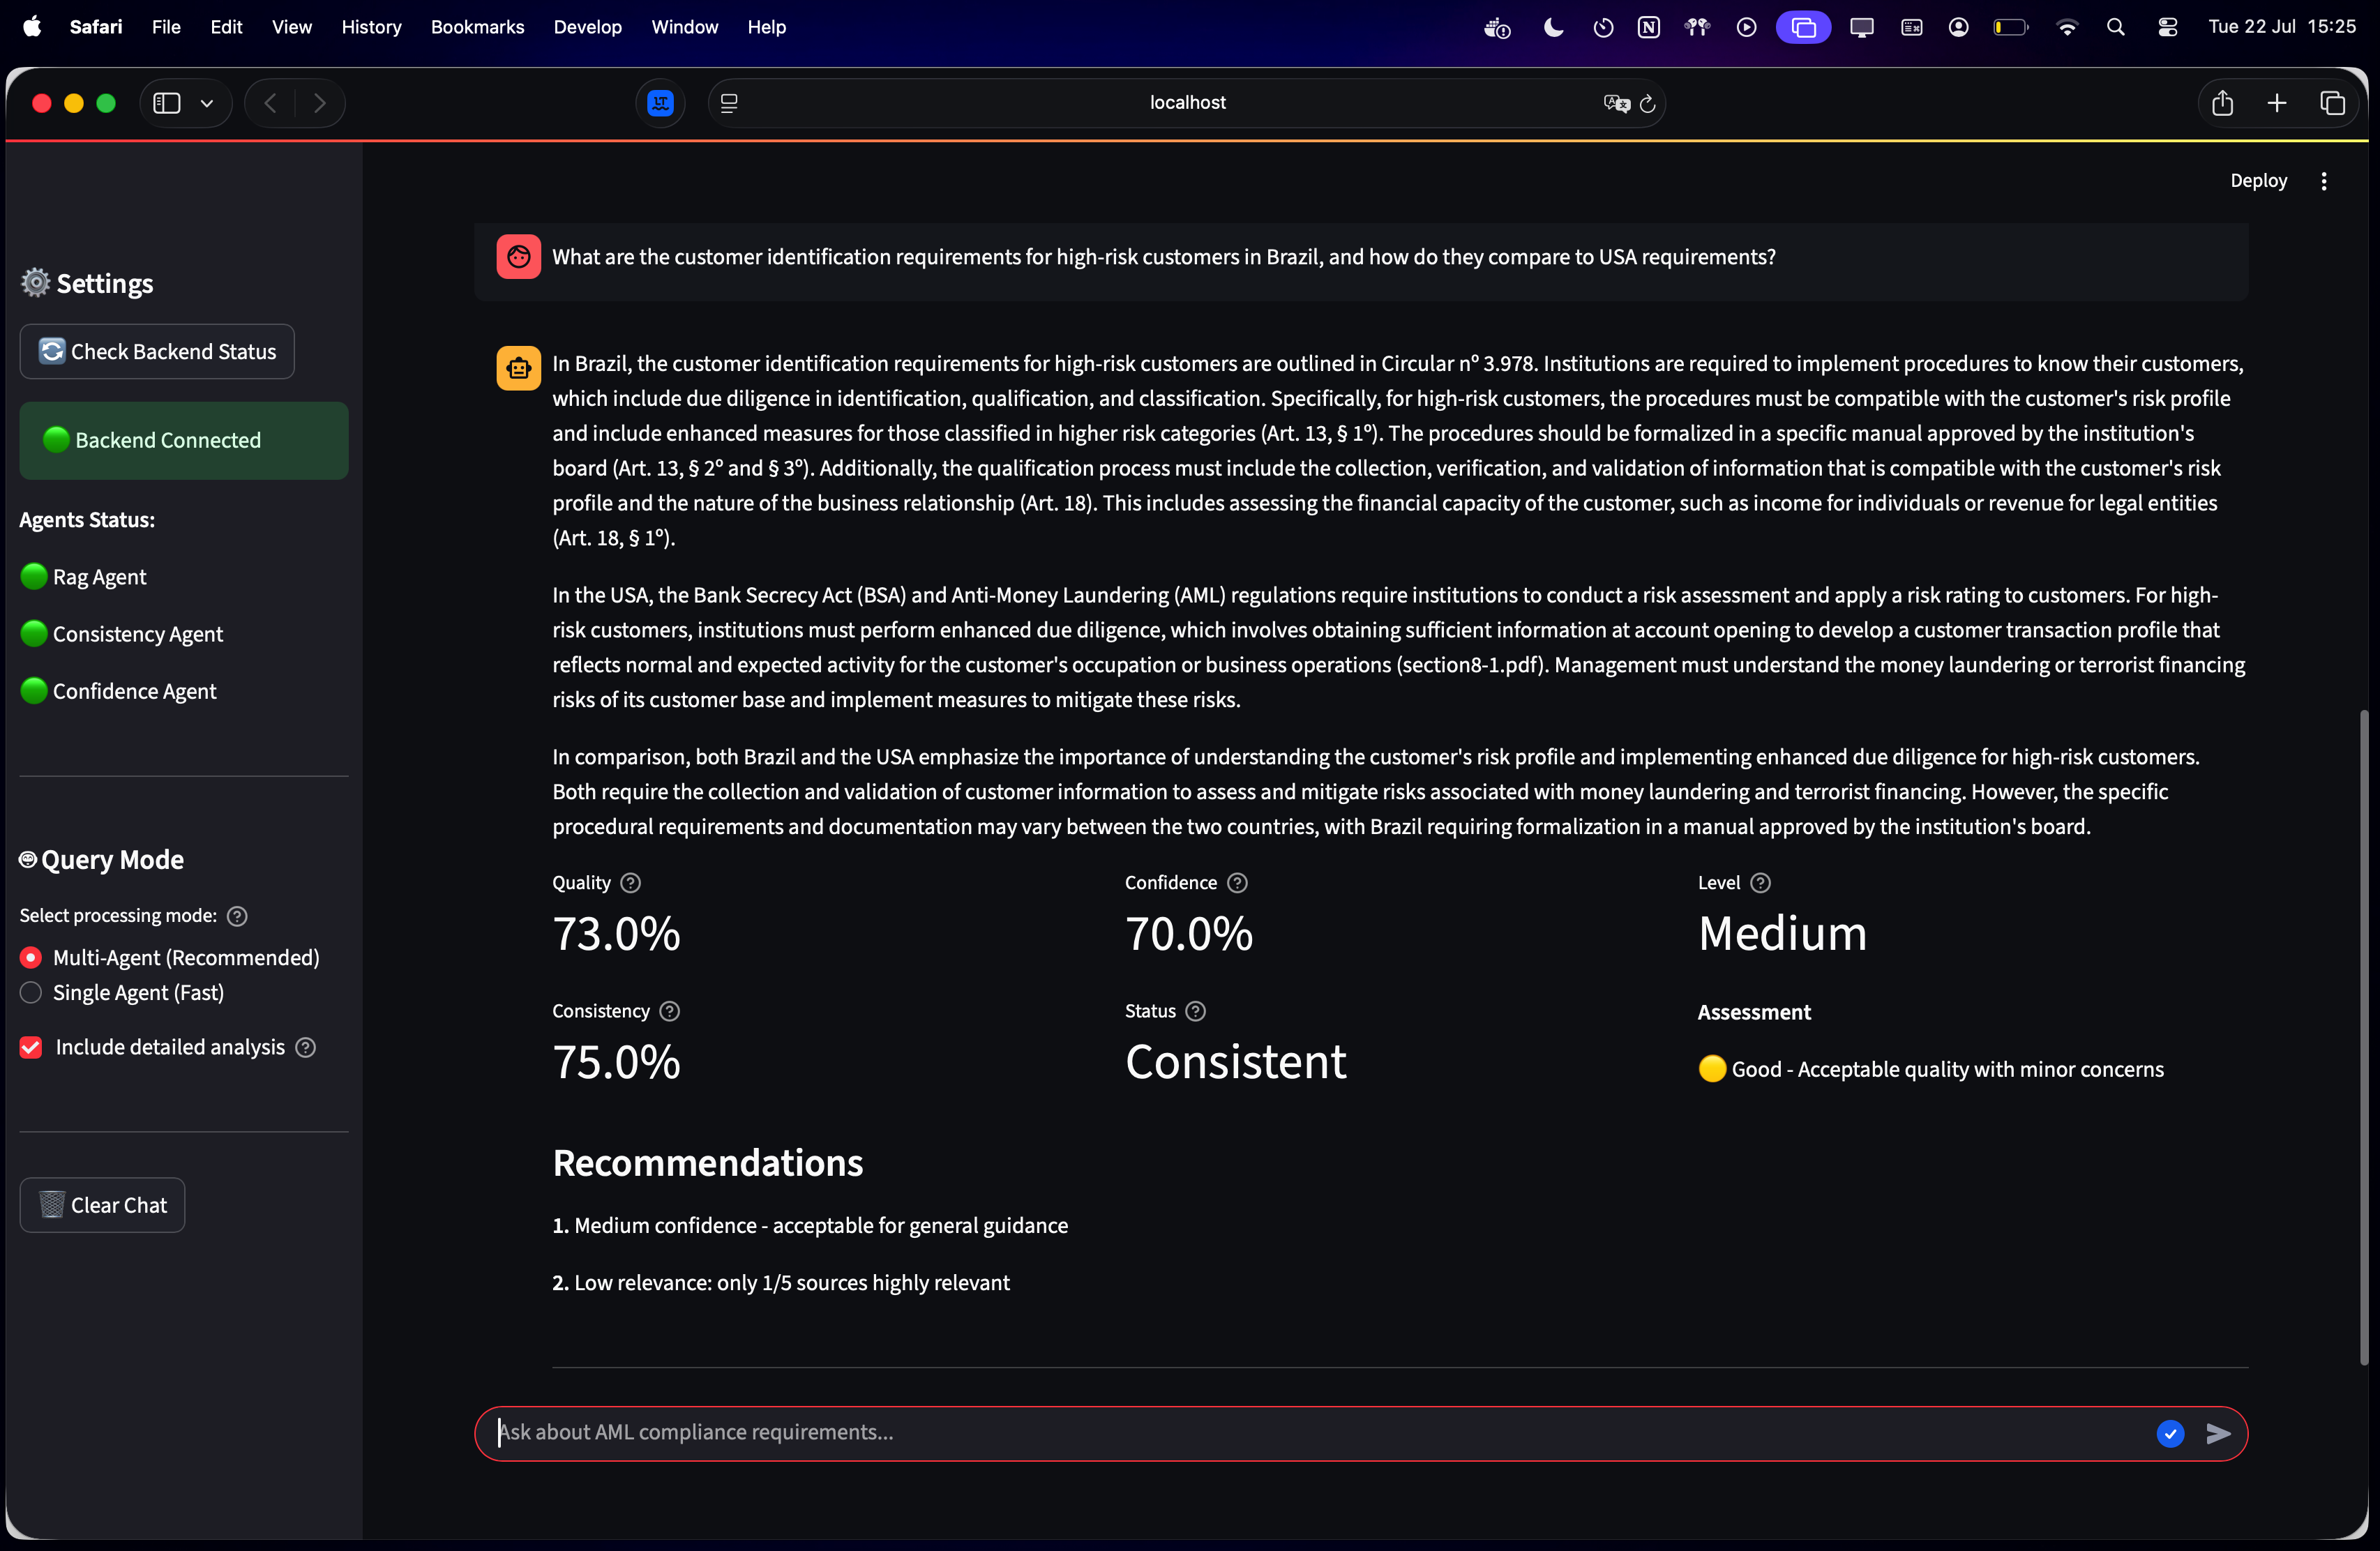 Safari File Edit View History Bookmarks Develop Window Help Tue 22 Jul 15:25
localhost
Deploy
Settings
Check Backend Status
Backend Connected
Agents Status:
Rag Agent
Consistency Agent
Confidence Agent
Query Mode
Select processing mode:
Multi-Agent (Recommended)
Single Agent (Fast)
Include detailed analysis
Clear Chat
What are the customer identification requirements for high-risk customers in Brazil, and how do they compare to USA requirements?
In Brazil, the customer identification requirements for high-risk customers are outlined in Circular nº 3.978. Institutions are required to implement procedures to know their customers,
which include due diligence in identification, qualification, and classification. Specifically, for high-risk customers, the procedures must be compatible with the customer's risk profile
and include enhanced measures for those classified in higher risk categories (Art. 13, § 1º). The procedures should be formalized in a specific manual approved by the institution's
board (Art. 13, § 2º and § 3º). Additionally, the qualification process must include the collection, verification, and validation of information that is compatible with the customer's risk
profile and the nature of the business relationship (Art. 18). This includes assessing the financial capacity of the customer, such as income for individuals or revenue for legal entities
(Art. 18, § 1º).
In the USA, the Bank Secrecy Act (BSA) and Anti-Money Laundering (AML) regulations require institutions to conduct a risk assessment and apply a risk rating to customers. For high-
risk customers, institutions must perform enhanced due diligence, which involves obtaining sufficient information at account opening to develop a customer transaction profile that
reflects normal and expected activity for the customer's occupation or business operations (section8-1.pdf). Management must understand the money laundering or terrorist financing
risks of its customer base and implement measures to mitigate these risks.
In comparison, both Brazil and the USA emphasize the importance of understanding the customer's risk profile and implementing enhanced due diligence for high-risk customers.
Both require the collection and validation of customer information to assess and mitigate risks associated with money laundering and terrorist financing. However, the specific
procedural requirements and documentation may vary between the two countries, with Brazil requiring formalization in a manual approved by the institution's board.
Quality Confidence Level
73.0% 70.0% Medium
Consistency Status Assessment
75.0% Consistent Good - Acceptable quality with minor concerns
Recommendations
1. Medium confidence - acceptable for general guidance
2. Low relevance: only 1/5 sources highly relevant
Ask about AML compliance requirements...